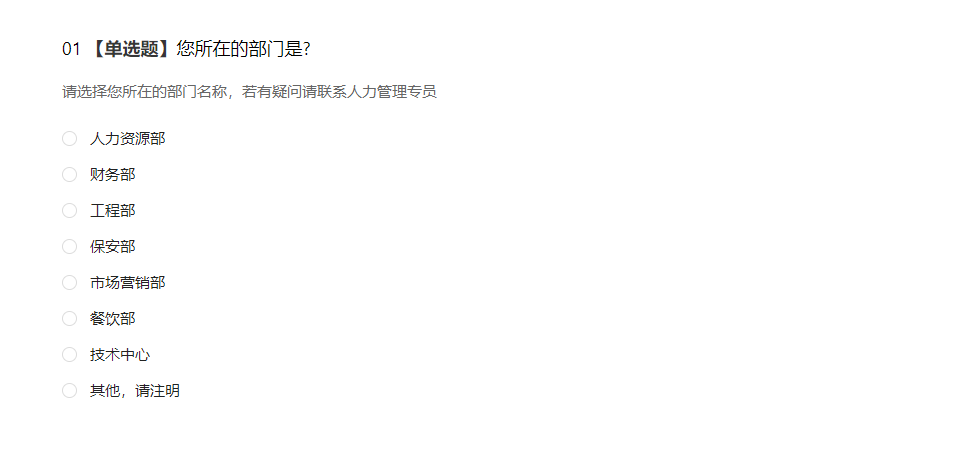 01 【单选题】您所在的部门是?
请选择您所在的部门名称，若有疑问请联系人力管理专员
人力资源部
财务部
工程部
保安部
市场营销部
餐饮部
技术中心
其他，请注明